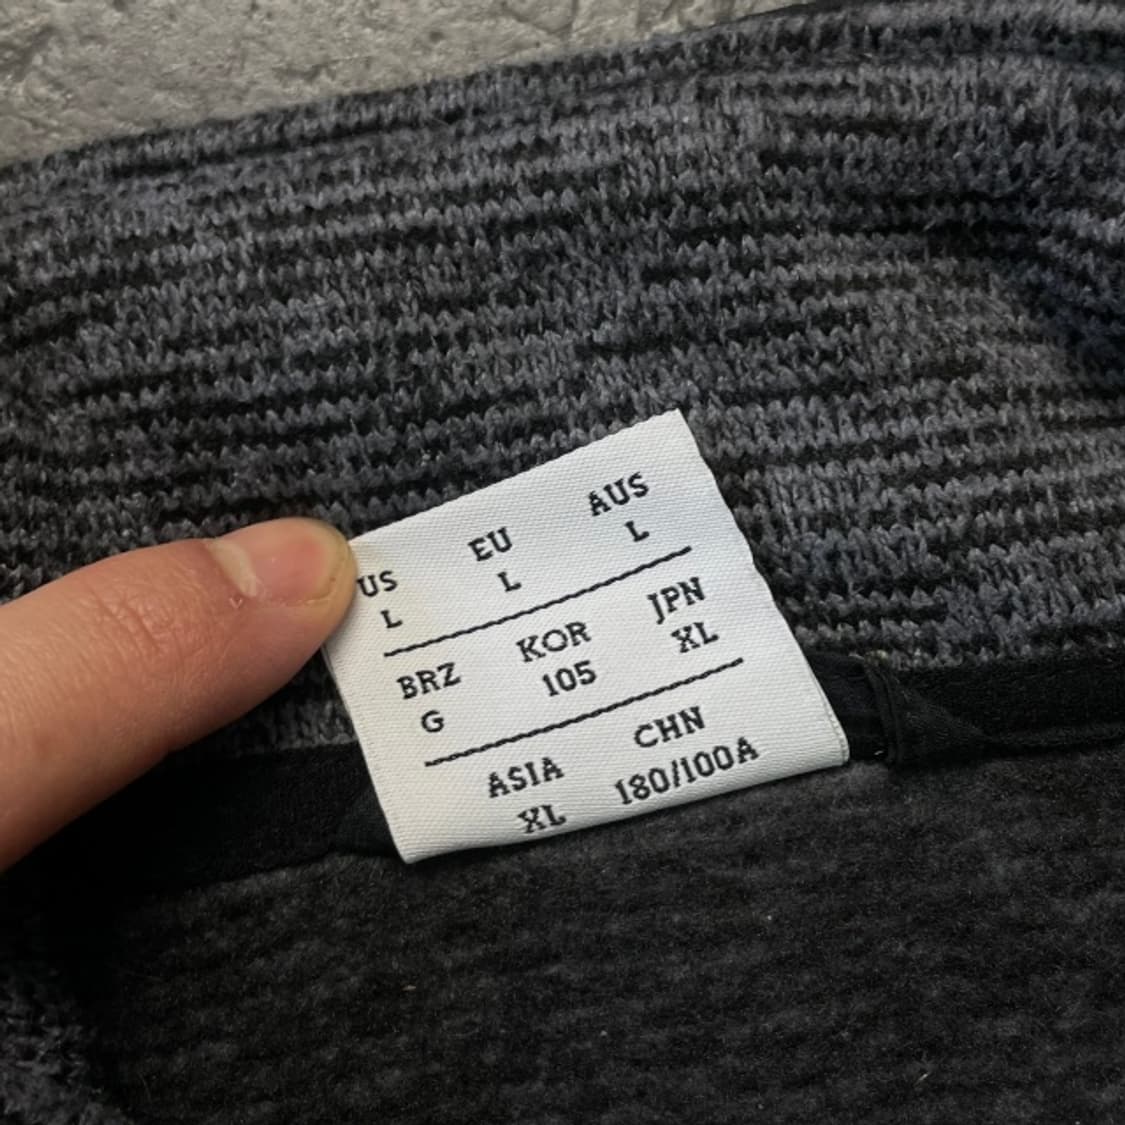 US EU AUS
L L L
BRZ KOR JPN
G 105 XL
ASIA CHN
XL 180/100A